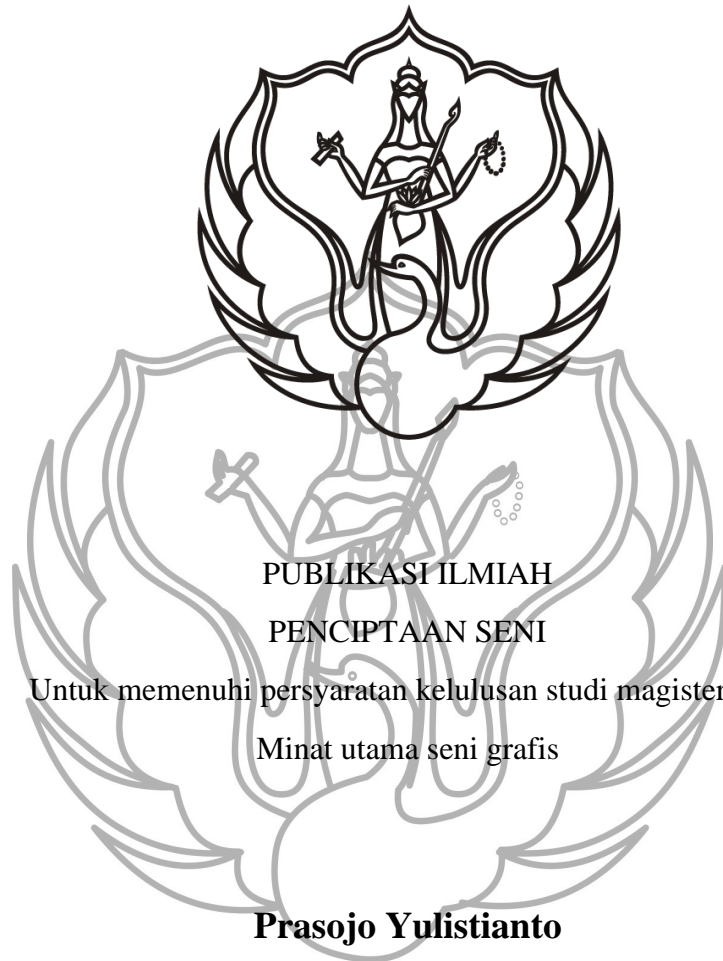 PUBLIKASI ILMIAH
PENCIPTAAN SENI
Untuk memenuhi persyaratan kelulusan studi magister
Minat utama seni grafis
Prasojo Yulistianto